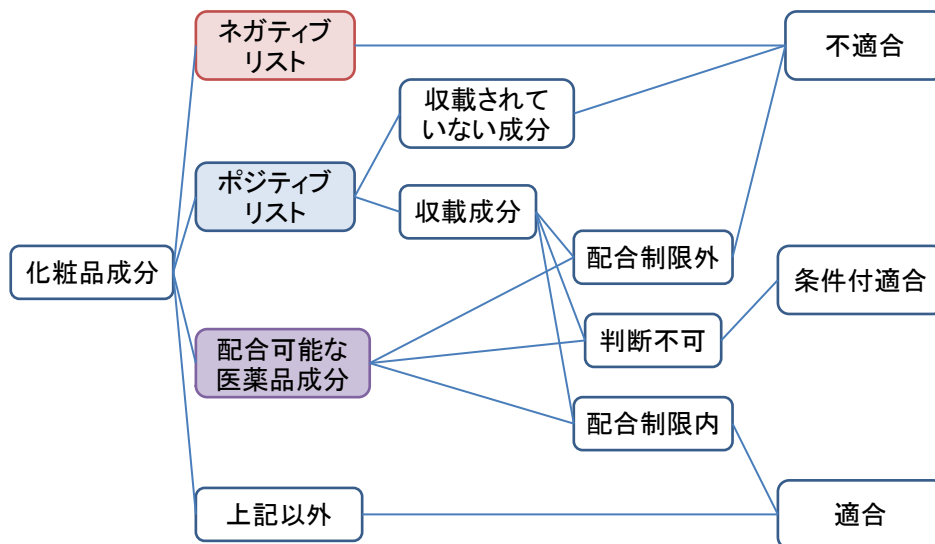 ネガティブ
リスト
不適合
収載されて
いない成分
ポジティブ
リスト
収載成分
化粧品成分
配合制限外
条件付適合
配合可能な
医薬品成分
判断不可
配合制限内
上記以外
適合